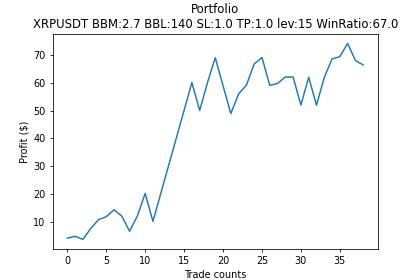 Portfolio
XRPUSDT BBM:2.7 BBL:140 SL:1.0 TP:1.0 lev:15 WinRatio:67.0
Profit ($)
70
60
50
40
30
20
10
0 5 10 15 20 25 30 35
Trade counts